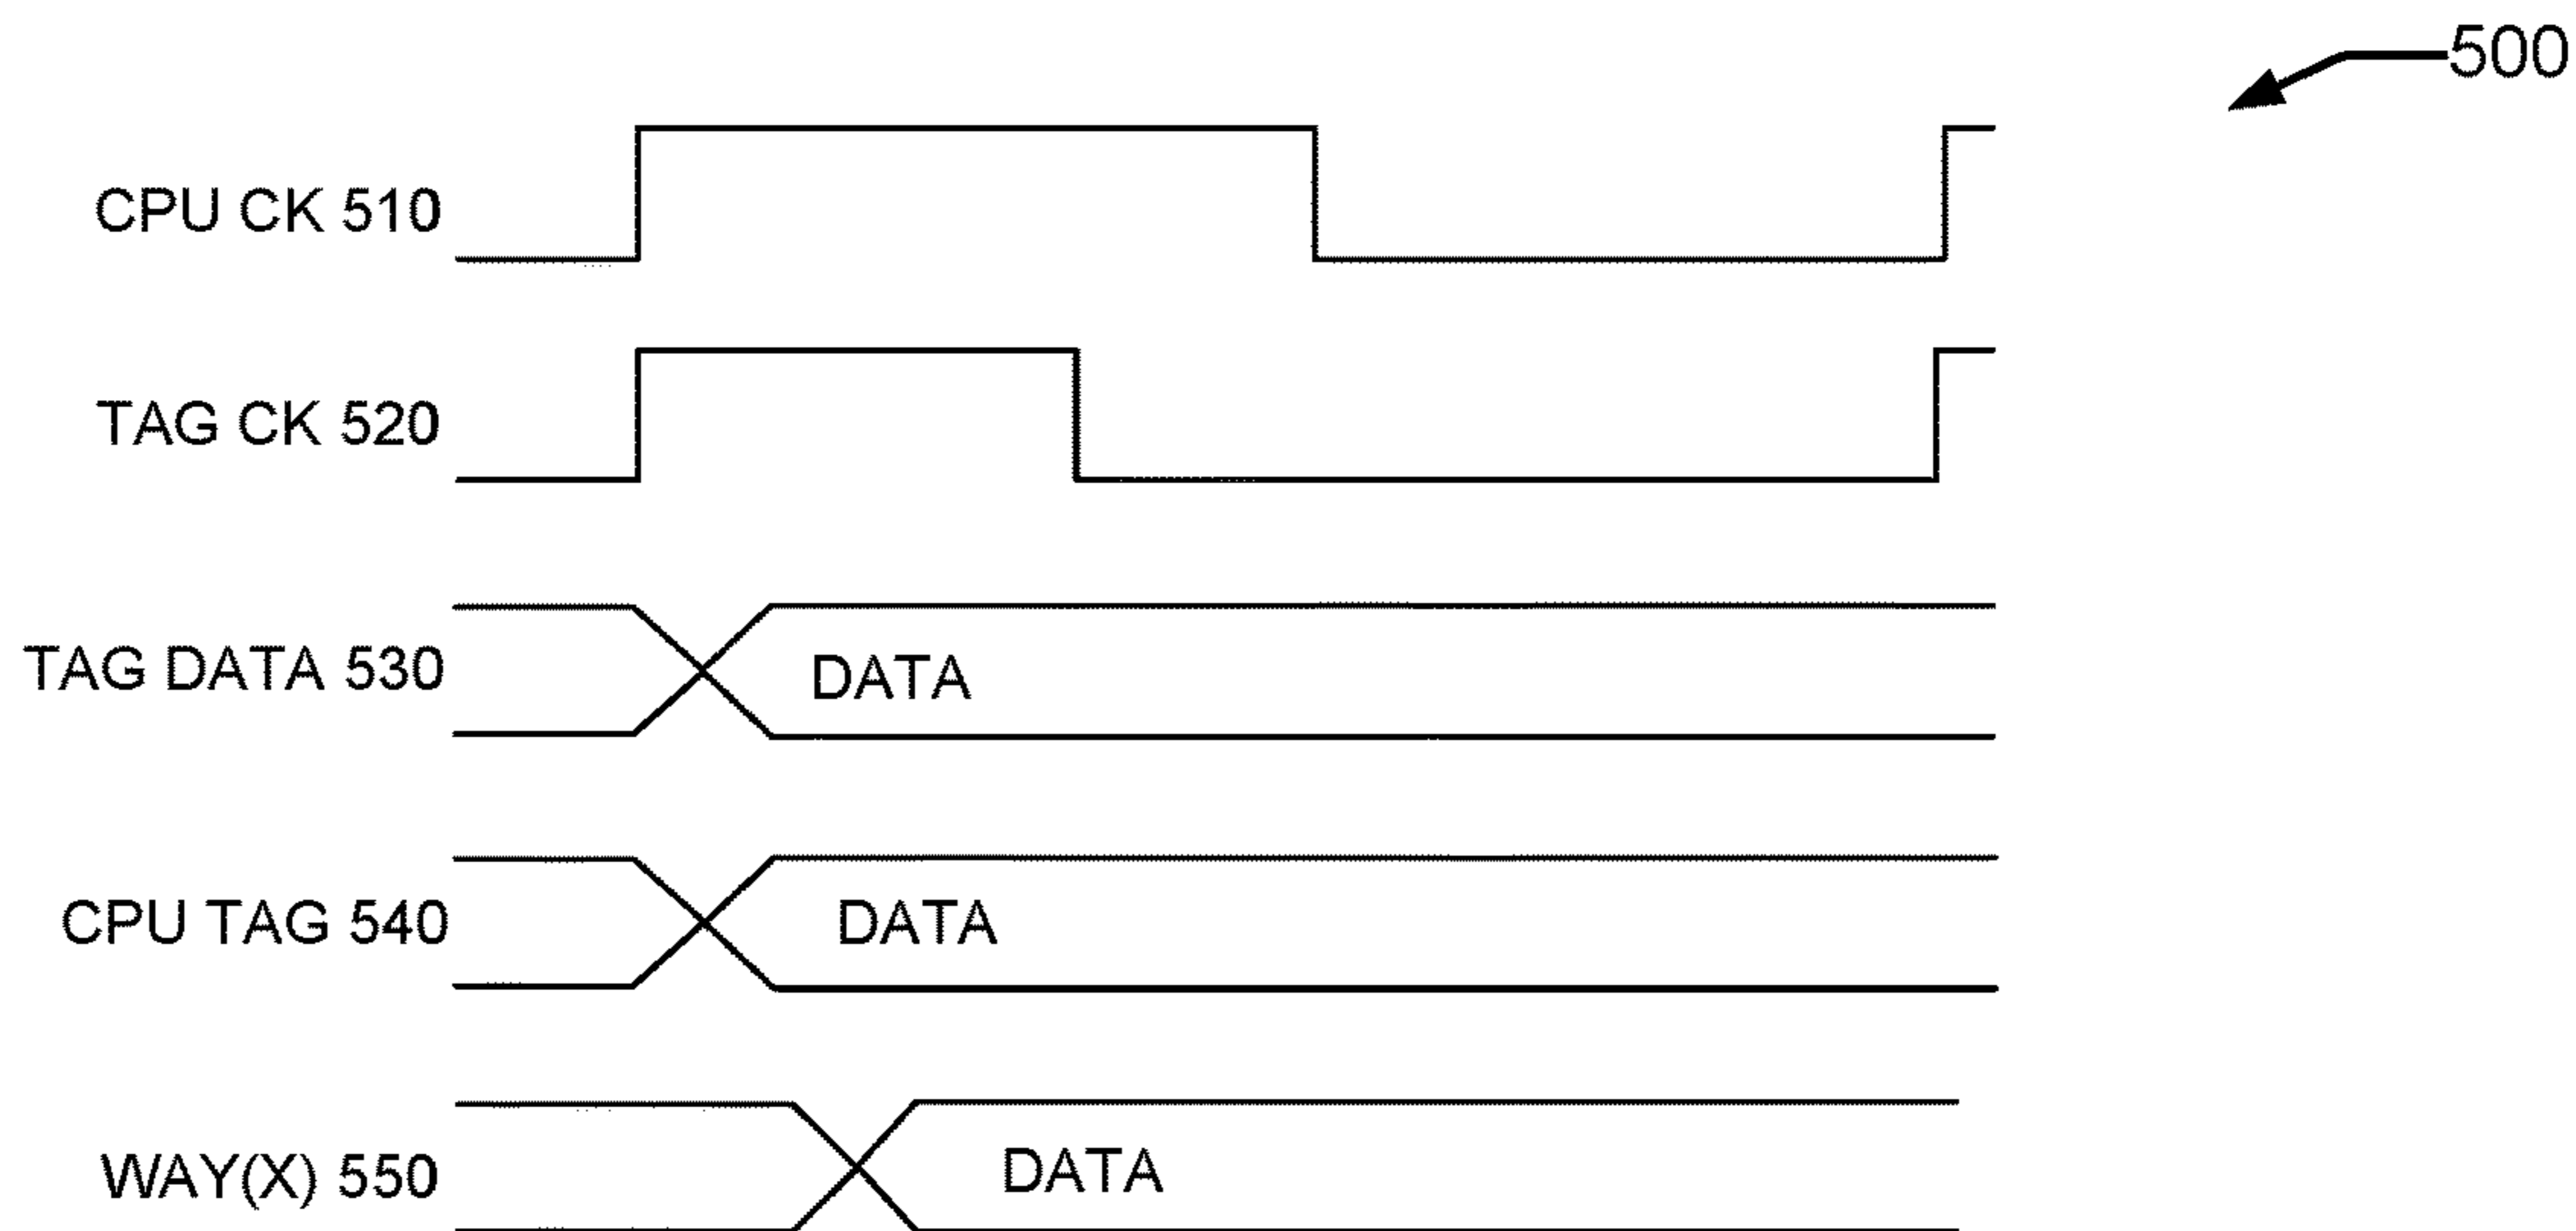 500
CPU CK 510
TAG CK 520
TAG DATA 530
DATA
CPU TAG 540
DATA
WAY(X) 550
DATA